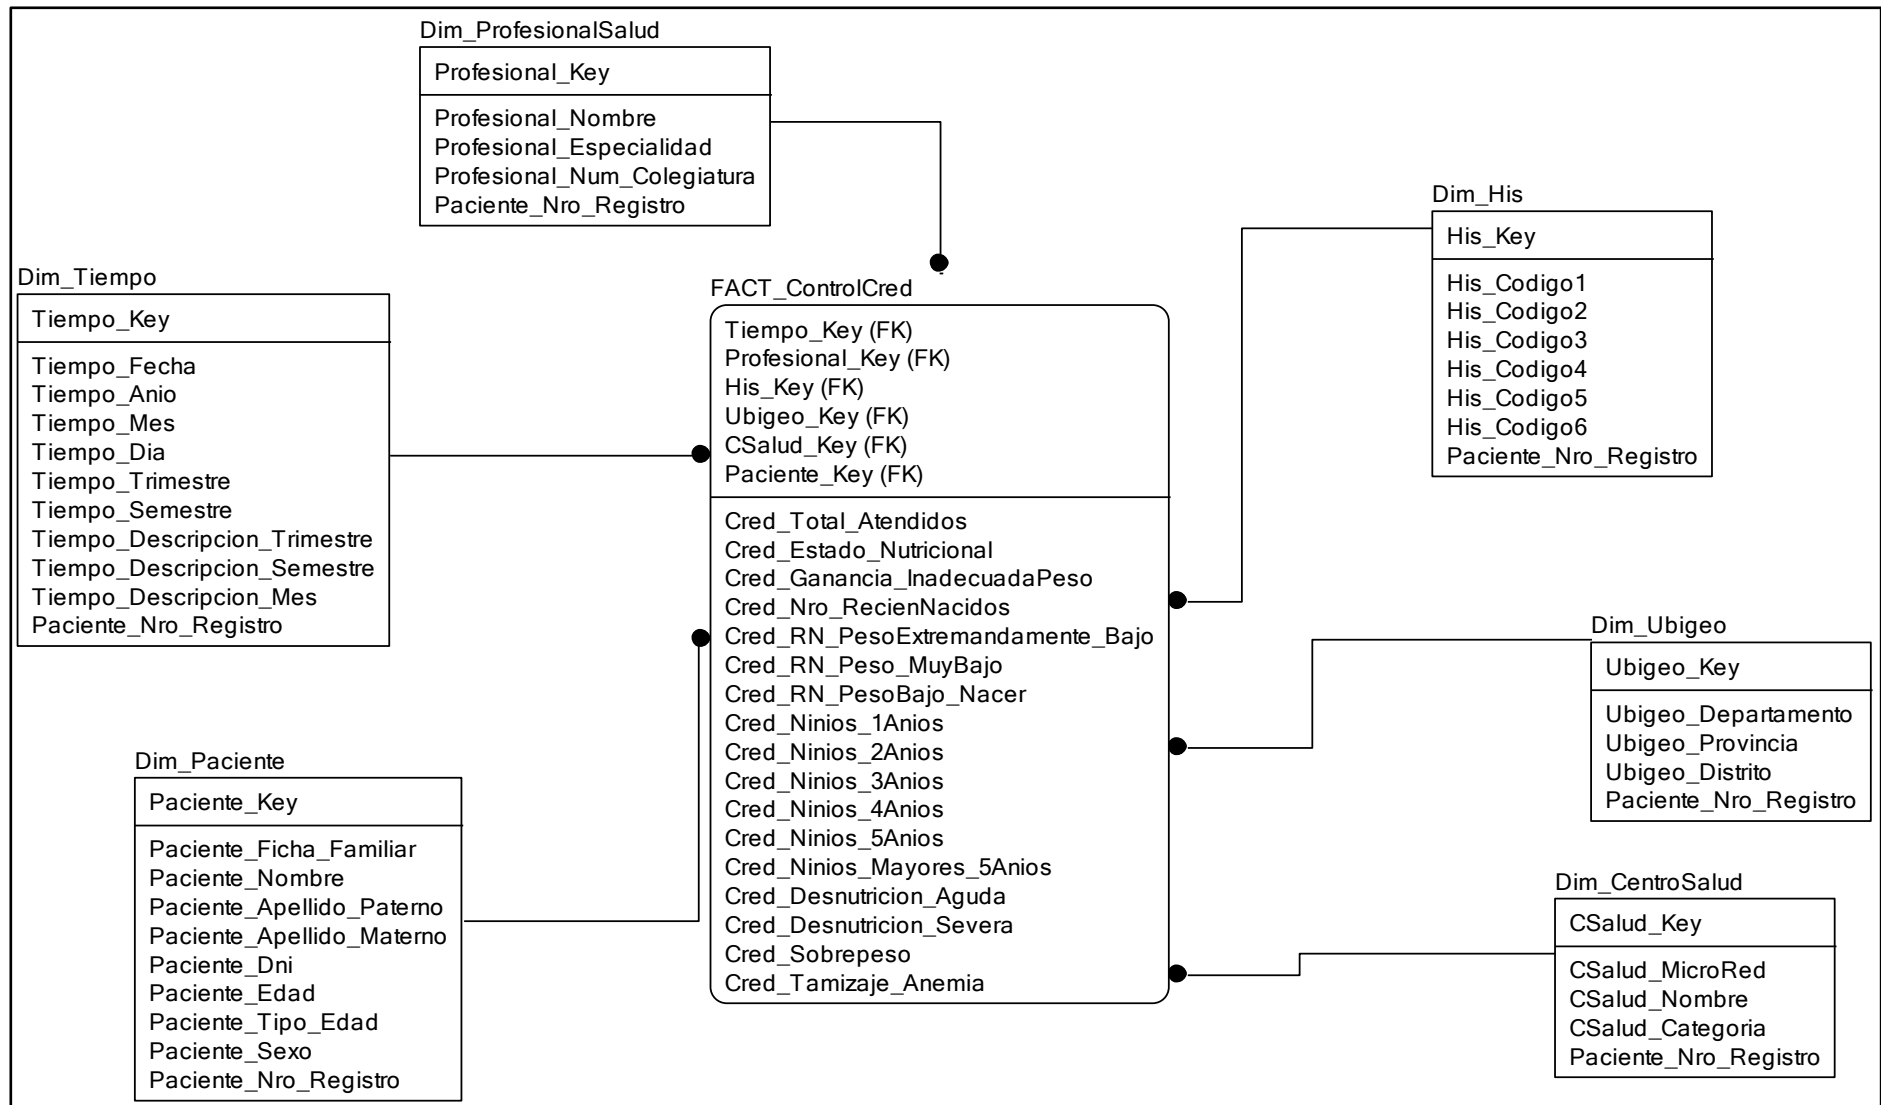 Dim_ProfesionalSalud
Profesional_Key
Profesional_Nombre
Profesional_Especialidad
Profesional_Num_Colegiatura
Paciente_Nro_Registro
Dim_His
His_Key
His_Codigo1
His_Codigo2
His_Codigo3
His_Codigo4
His_Codigo5
His_Codigo6
Paciente_Nro_Registro
Dim_Tiempo
Tiempo_Key
Tiempo_Fecha
Tiempo_Anio
Tiempo_Mes
Tiempo_Dia
Tiempo_Trimestre
Tiempo_Semestre
Tiempo_Descripcion_Trimestre
Tiempo_Descripcion_Semestre
Tiempo_Descripcion_Mes
Paciente_Nro_Registro
FACT_ControlCred
Tiempo_Key (FK)
Profesional_Key (FK)
His_Key (FK)
Ubigeo_Key (FK)
CSalud_Key (FK)
Paciente_Key (FK)
Cred_Total_Atendidos
Cred_Estado_Nutricional
Cred_Ganancia_InadecuadaPeso
Cred_Nro_RecienNacidos
Cred_RN_PesoExtremandamente_Bajo
Cred_RN_Peso_MuyBajo
Cred_RN_PesoBajo_Nacer
Cred_Ninios_1Anios
Cred_Ninios_2Anios
Cred_Ninios_3Anios
Cred_Ninios_4Anios
Cred_Ninios_5Anios
Cred_Ninios_Mayores_5Anios
Cred_Desnutricion_Aguda
Cred_Desnutricion_Severa
Cred_Sobrepeso
Cred_Tamizaje_Anemia
Dim_Ubigeo
Ubigeo_Key
Ubigeo_Departamento
Ubigeo_Provincia
Ubigeo_Distrito
Paciente_Nro_Registro
Dim_Paciente
Paciente_Key
Paciente_Ficha_Familiar
Paciente_Nombre
Paciente_Apellido_Paterno
Paciente_Apellido_Materno
Paciente_Dni
Paciente_Edad
Paciente_Tipo_Edad
Paciente_Sexo
Paciente_Nro_Registro
Dim_CentroSalud
CSalud_Key
CSalud_MicroRed
CSalud_Nombre
CSalud_Categoria
Paciente_Nro_Registro